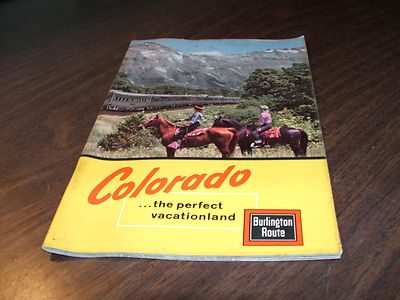 Colorado
...the perfect
vacationland
Burlington
Route